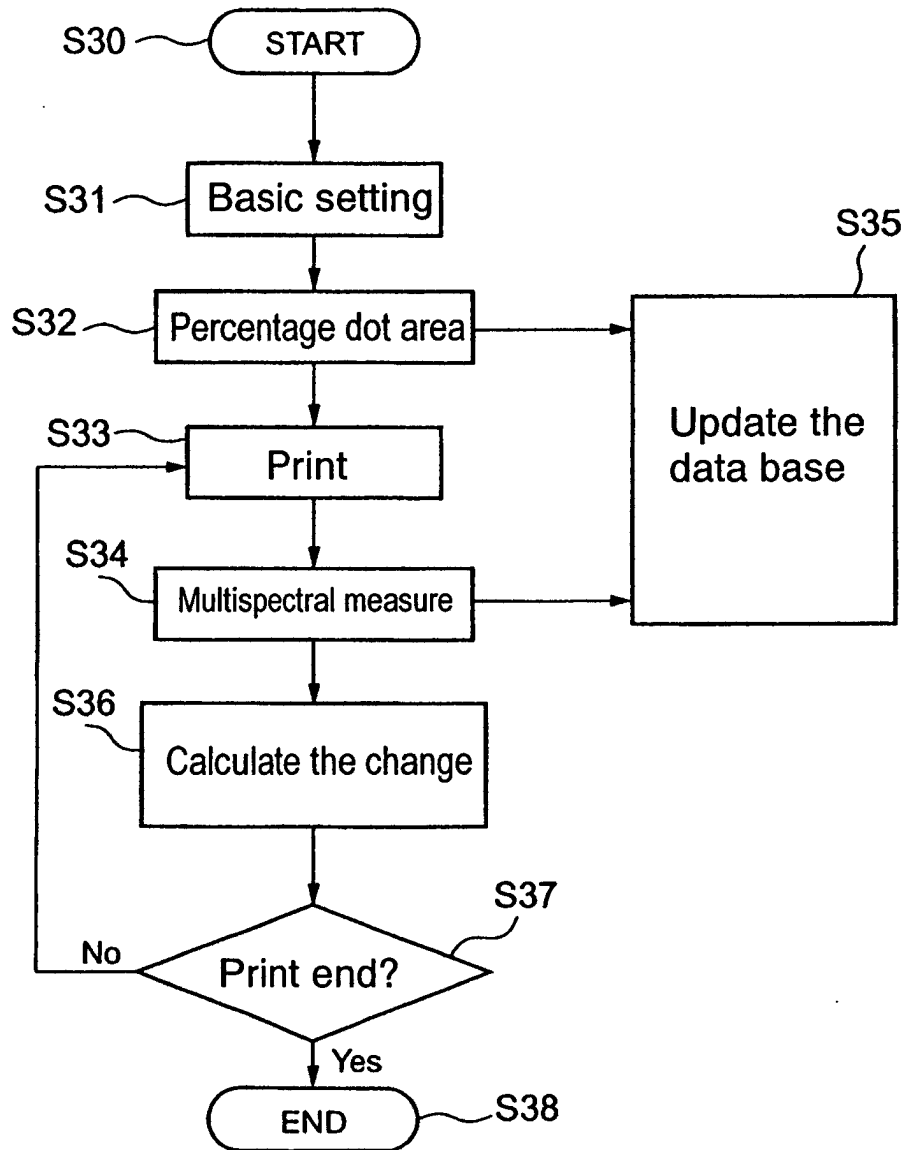 S30
START
S31
Basic setting
S35
S32
Percentage dot area
Update the
data base
S33
Print
S34
Multispectral measure
S36
Calculate the change
S37
No
Print end?
Yes
END
S38